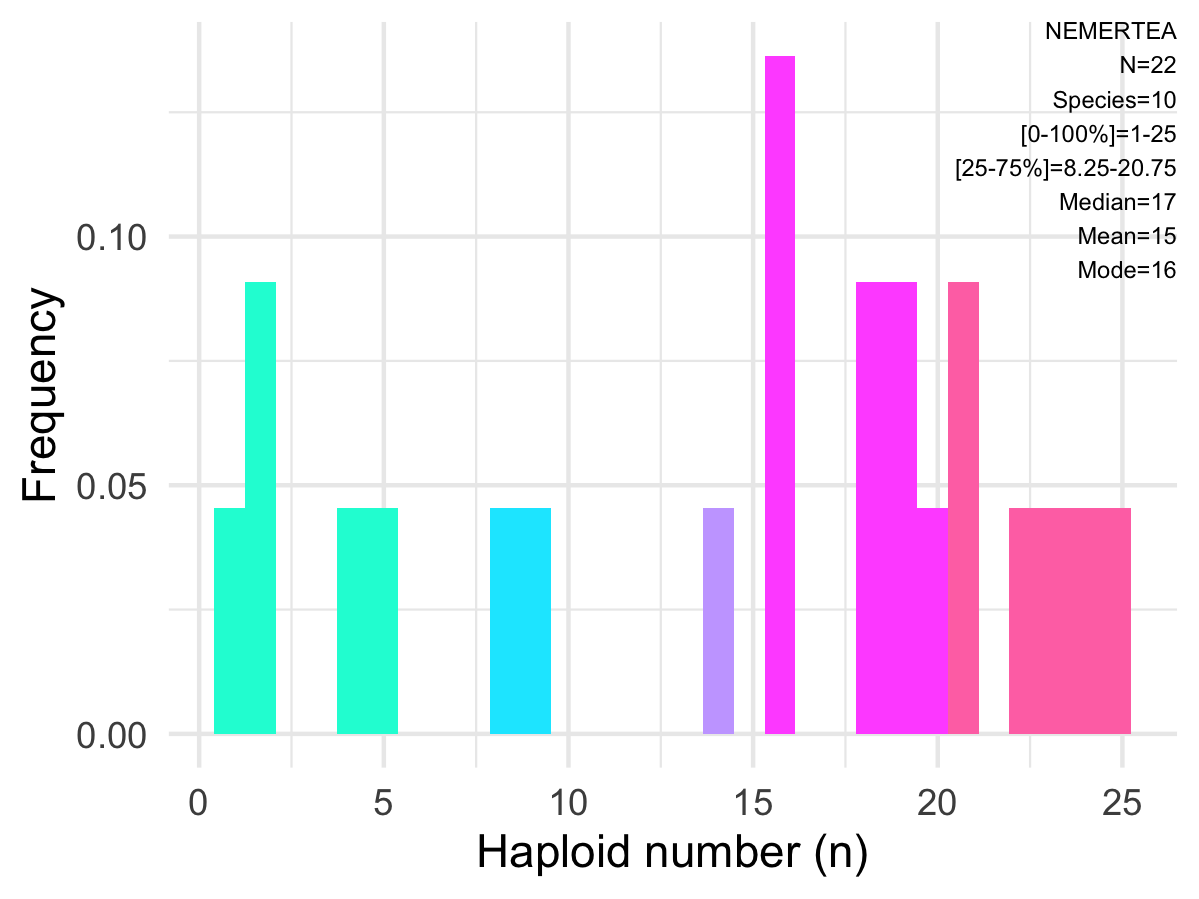 NEMERTEA
N=22
Species=10
[0-100%]=1-25
[25-75%]=8.25-20.75
Median=17
Mean=15
Mode=16
0.10
0.05
0.00
Frequency
0 5 10 15 20 25
Haploid number (n)